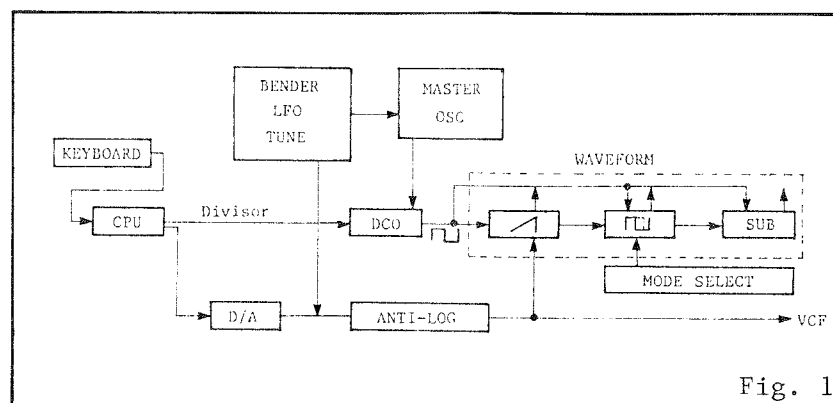 BENDER
LFO
TUNE
MASTER
OSC
KEYBOARD
WAVEFORM
CPU
Divisor
DCO
SUB
MODE SELECT
D/A
ANTI-LOG
VCF
Fig. 1